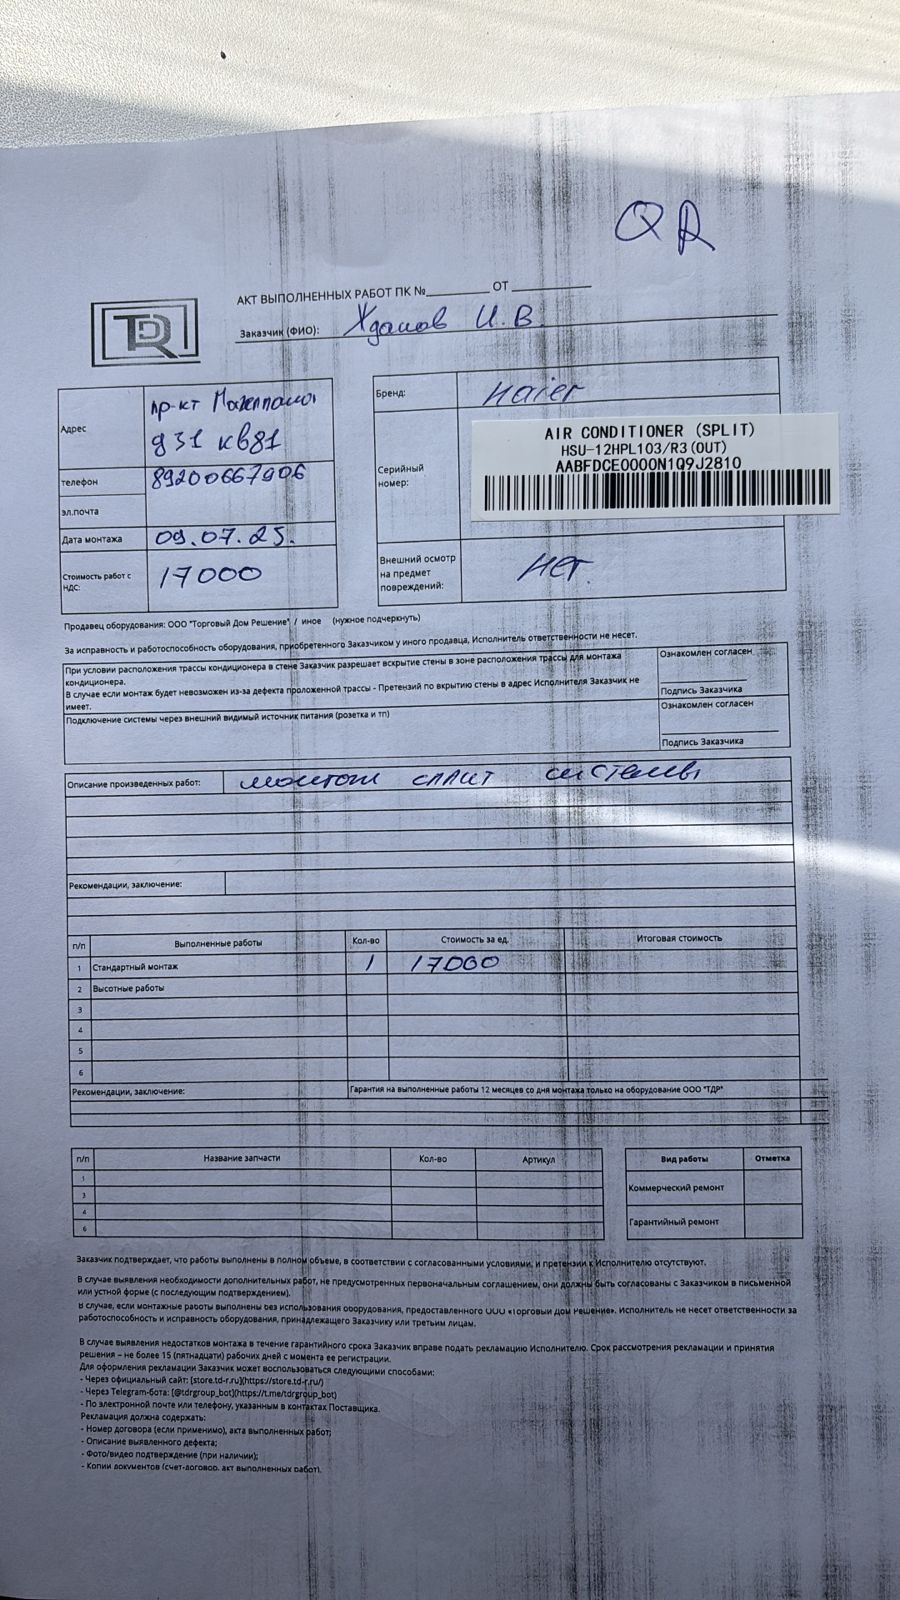 QR
TDR
АКТ ВЫПОЛНЕННЫХ РАБОТ ПК №_________ ОТ ___________
Заказчик (ФИО): Жданов И. В.
Адрес
пр-кт
д 31 кв 81
телефон 89200667906
эл.почта
Дата монтажа 09.07.25.
Стоимость работ с НДС: 17000
Бренд: Haier
Серийный номер:
AIR CONDITIONER (SPLIT)
HSU-12HPL103/R3(OUT)
AABFDCE0000N1Q9J2810
Внешний осмотр на предмет повреждений: нет.
Продавец оборудования: ООО "Торговый Дом Решение" / иное (нужное подчеркнуть)
За исправность и работоспособность оборудования, приобретенного Заказчиком у иного продавца, Исполнитель ответственности не несет.
При условии расположения трассы кондиционера в стене Заказчик разрешает вскрытие стены в зоне расположения трассы для монтажа
кондиционера.
В случае если монтаж будет невозможен из-за дефекта проложенной трассы - Претензий по вкрытию стены в адрес Исполнителя Заказчик не
имеет.
Ознакомлен согласен
Подпись Заказчика
Подключение системы через внешний видимый источник питания (розетка и тп)
Ознакомлен согласен
Подпись Заказчика
Описание произведенных работ: монтаж сплит системы
Рекомендации, заключение:
п/п Выполненные работы Кол-во Стоимость за ед. Итоговая стоимость
1 Стандартный монтаж 1 17000
2 Высотные работы
3
4
5
6
Рекомендации, заключение: Гарантия на выполненные работы 12 месяцев со дня монтажа только на оборудование ООО "ТДР"
п/п Название запчасти Кол-во Артикул
1
3
4
6
Вид работы Отметка
Коммерческий ремонт
Гарантийный ремонт
Заказчик подтверждает, что работы выполнены в полном объеме, в соответствии с согласованными условиями, и претензии к Исполнителю отсутствуют.
В случае выявления необходимости дополнительных работ, не предусмотренных первоначальным соглашением, они должны быть согласованы с Заказчиком в письменной
или устной форме (с последующим подтверждением).
В случае, если монтажные работы выполнены без использования оборудования, предоставленного ООО «Торговый Дом Решение». Исполнитель не несет ответственности за
работоспособность и исправность оборудования, принадлежащего Заказчику или третьим лицам.
В случае выявления недостатков монтажа в течение гарантийного срока Заказчик вправе подать рекламацию Исполнителю. Срок рассмотрения рекламации и принятия
решения – не более 15 (пятнадцати) рабочих дней с момента ее регистрации.
Для оформления рекламации Заказчик может воспользоваться следующими способами:
- Через официальный сайт: [store.td-r.ru](https://store.td-r.ru/)
- Через Telegram-бота: [@tdrgroup_bot](https://t.me/tdrgroup_bot)
- По электронной почте или телефону, указанным в контактах Поставщика.
Рекламация должна содержать:
- Номер договора (если применимо), акта выполненных работ;
- Описание выявленного дефекта;
- Фото/видео подтверждение (при наличии);
- Копии документов (счет-договор, акт выполненных работ).